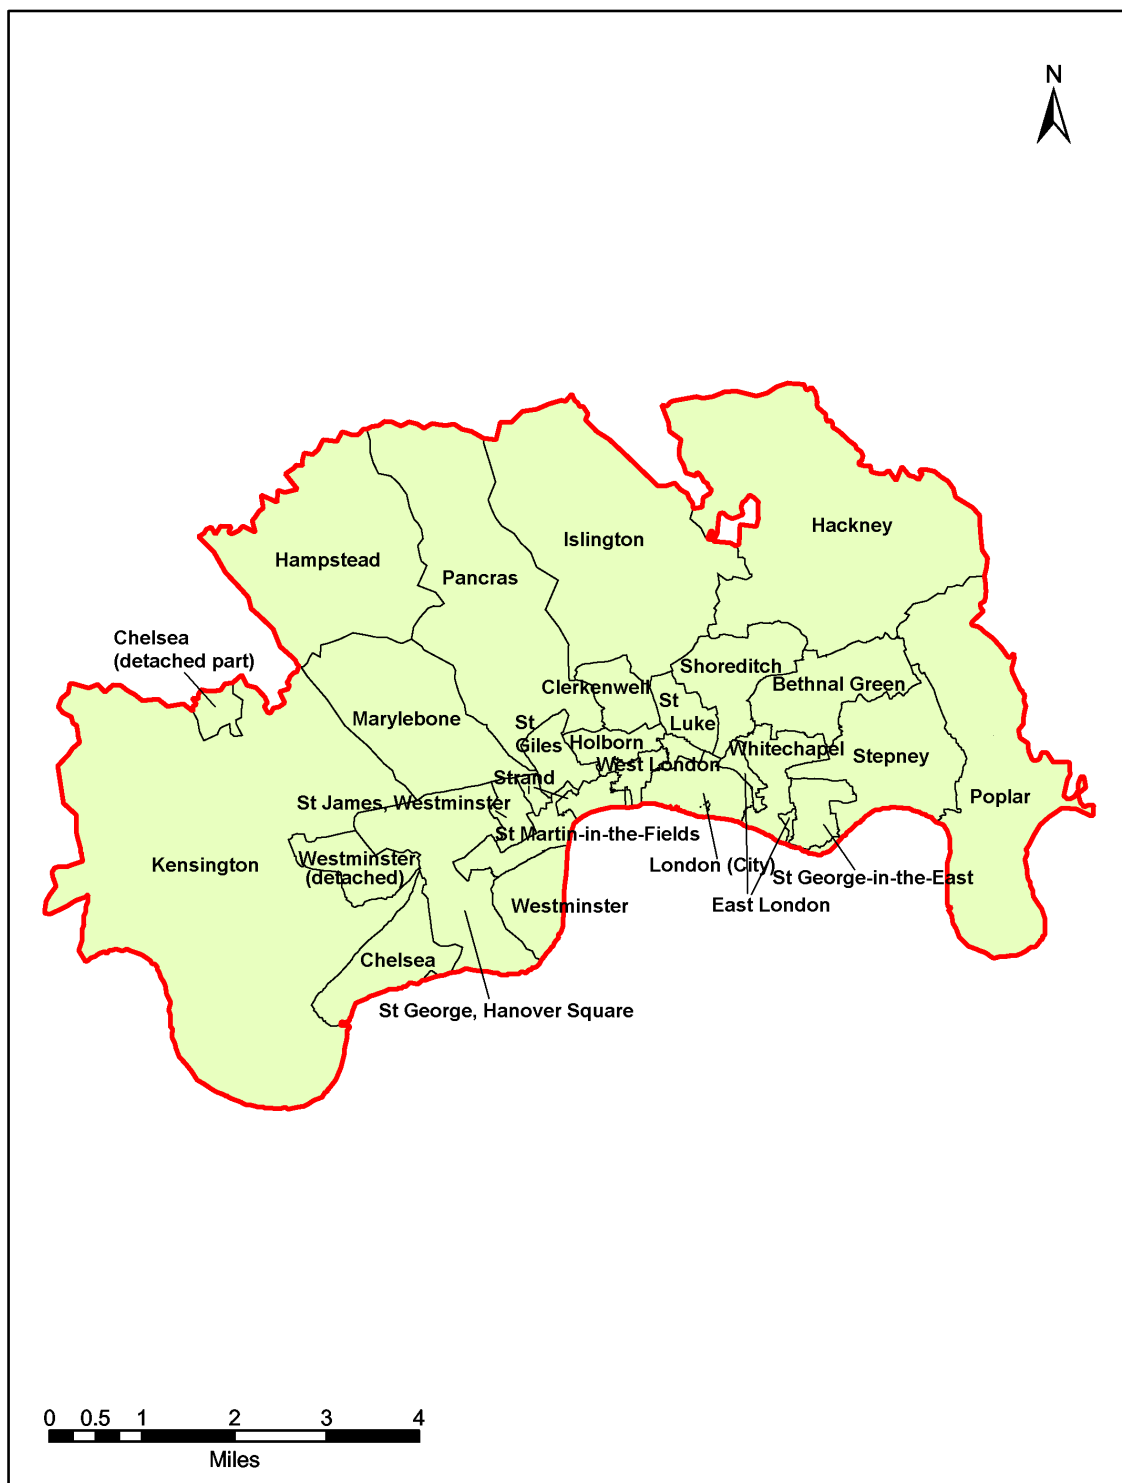 N
Hackney
Islington
Hampstead
Pancras
Chelsea
(detached part)
Shoreditch
Clerkenwell
Bethnal Green
St
Luke
Marylebone
St
Giles
Holborn
Whitechapel
West London
Stepney
Strand
Poplar
St James, Westminster
St Martin-in-the-Fields
Kensington
Westminster
(detached)
London (City)
St George-in-the-East
Westminster
East London
Chelsea
St George, Hanover Square
0 0.5 1 2 3 4
Miles